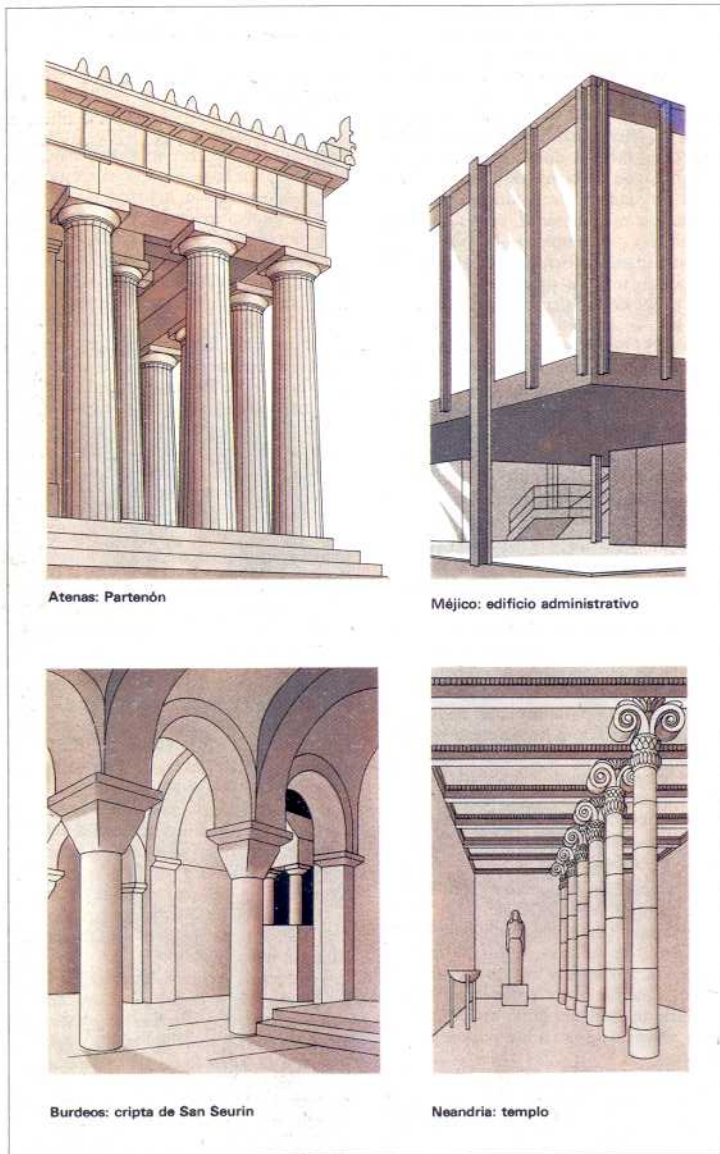 Atenas: Partenón
Méjico: edificio administrativo
Burdeos: cripta de San Seurin
Neandria: templo